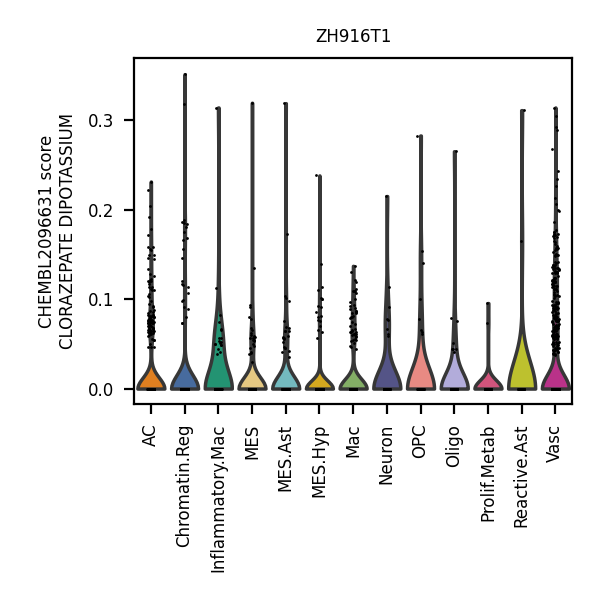 ZH916T1
CHEMBL2096631 score
CLORAZEPATE DIPOTASSIUM
0.3
0.2
0.1
0.0
AC
Chromatin.Reg
Inflammatory.Mac
MES
MES.Ast
MES.Hyp
Mac
Neuron
OPC
Oligo
Prolif.Metab
Reactive.Ast
Vasc